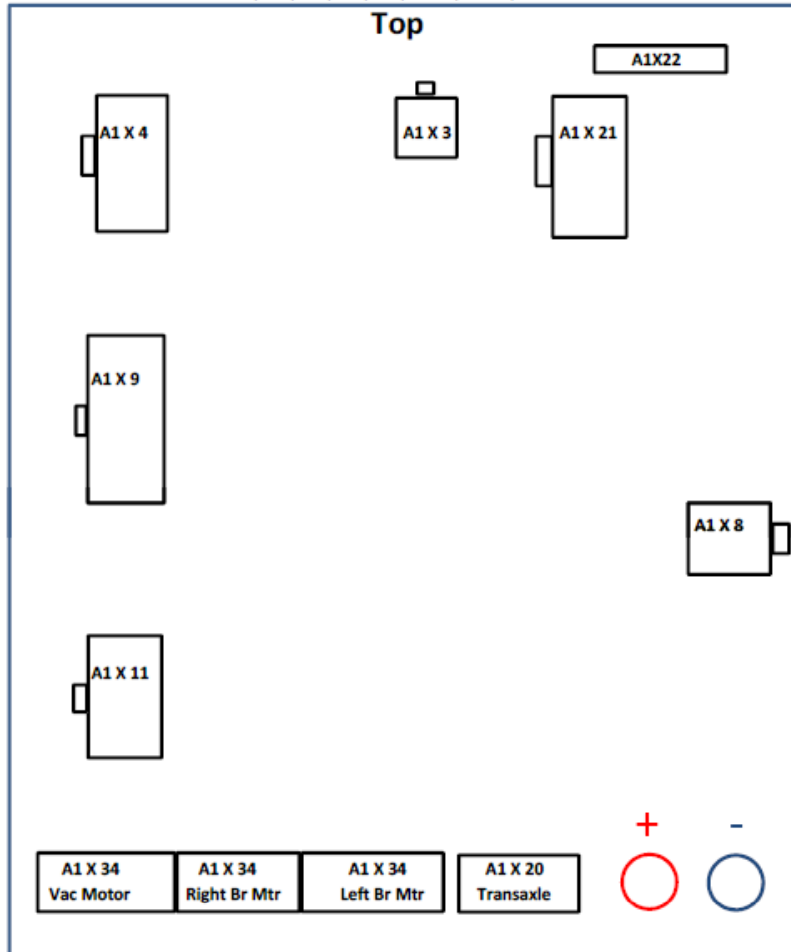 Top
A1X22
A1 X 4
A1 X 3
A1 X 21
A1 X 9
A1 X 8
A1 X 11
+ -
A1 X 34 A1 X 34 A1 X 34 A1 X 20
Vac Motor Right Br Mtr Left Br Mtr Transaxle